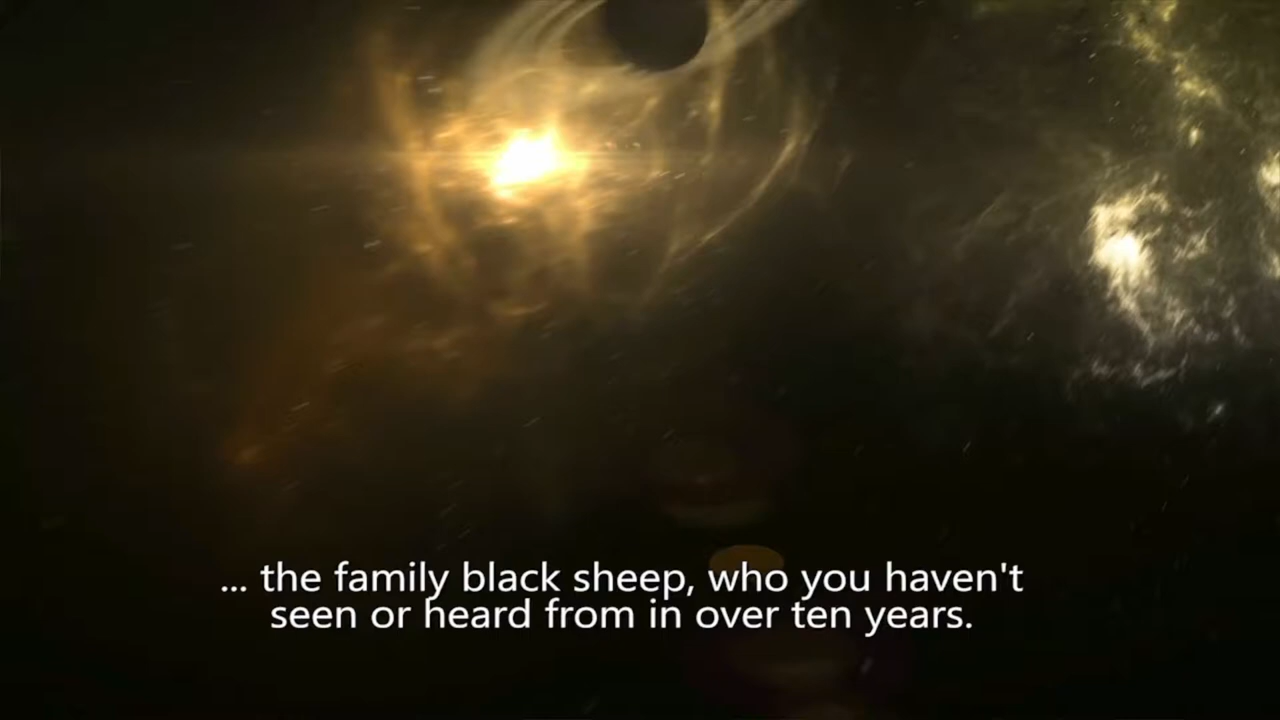 ... the family black sheep, who you haven't
seen or heard from in over ten years.